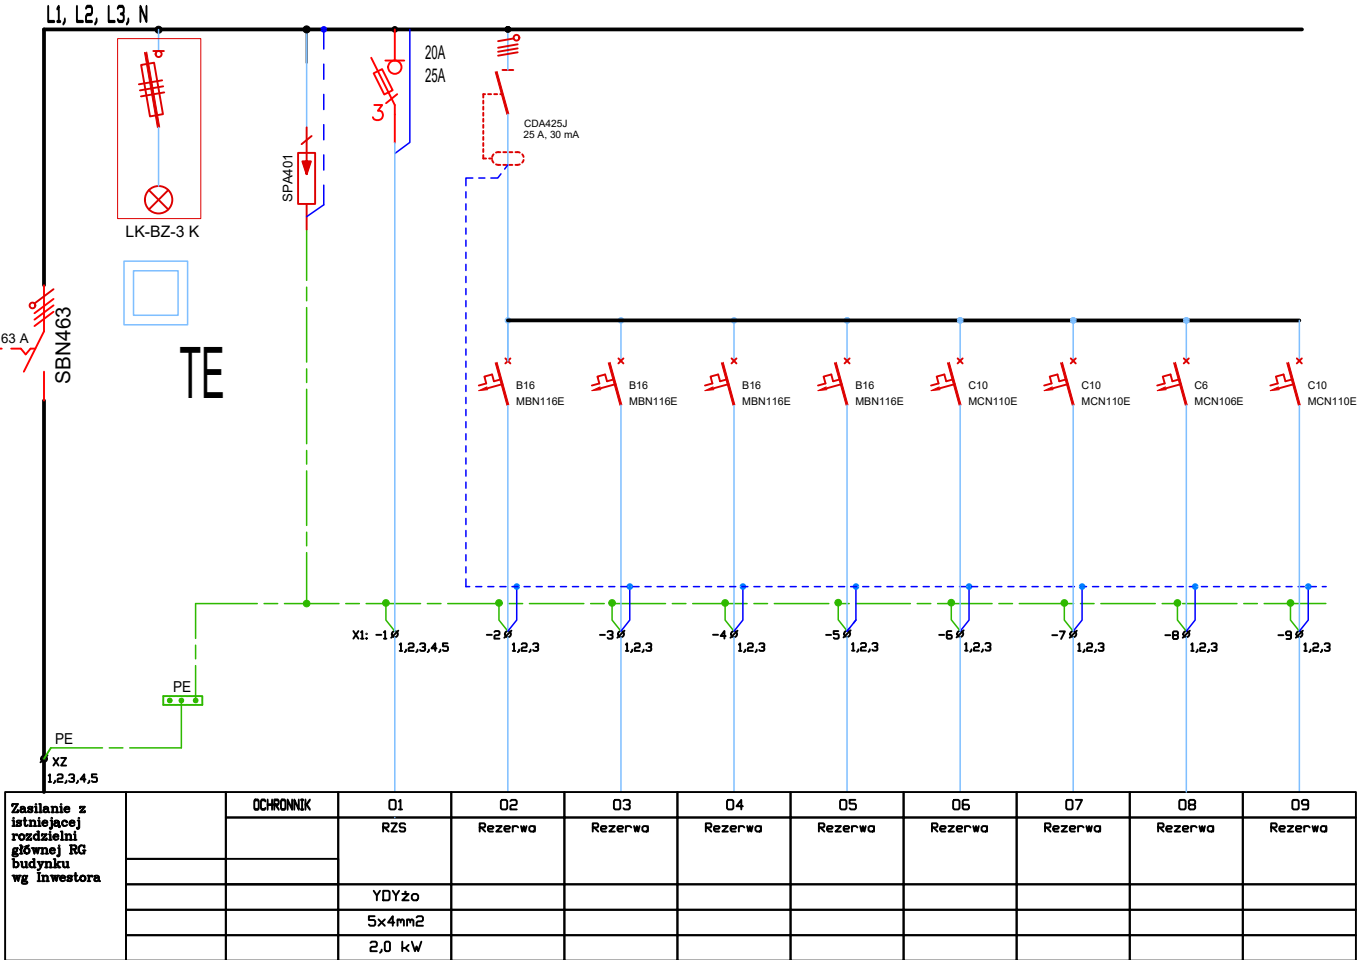 L1, L2, L3, N
20A
25A
3
CDA425J
25 A, 30 mA
SPA401
LK-BZ-3 K
63 A
SBN463
TE
B16
MBN116E
B16
MBN116E
B16
MBN116E
B16
MBN116E
C10
MCN110E
C10
MCN110E
C6
MCN106E
C10
MCN110E
X1: -1
1,2,3,4,5
-2
1,2,3
-3
1,2,3
-4
1,2,3
-5
1,2,3
-6
1,2,3
-7
1,2,3
-8
1,2,3
-9
1,2,3
PE
PE
XZ
1,2,3,4,5
Zasilanie z
istniejącej
rozdzielni
głównej RG
budynku
wg Inwestora
OCHRONNIK
01
02
03
04
05
06
07
08
09
RZS
Rezerwa
Rezerwa
Rezerwa
Rezerwa
Rezerwa
Rezerwa
Rezerwa
Rezerwa
YDYżo
5x4mm2
2,0 kW